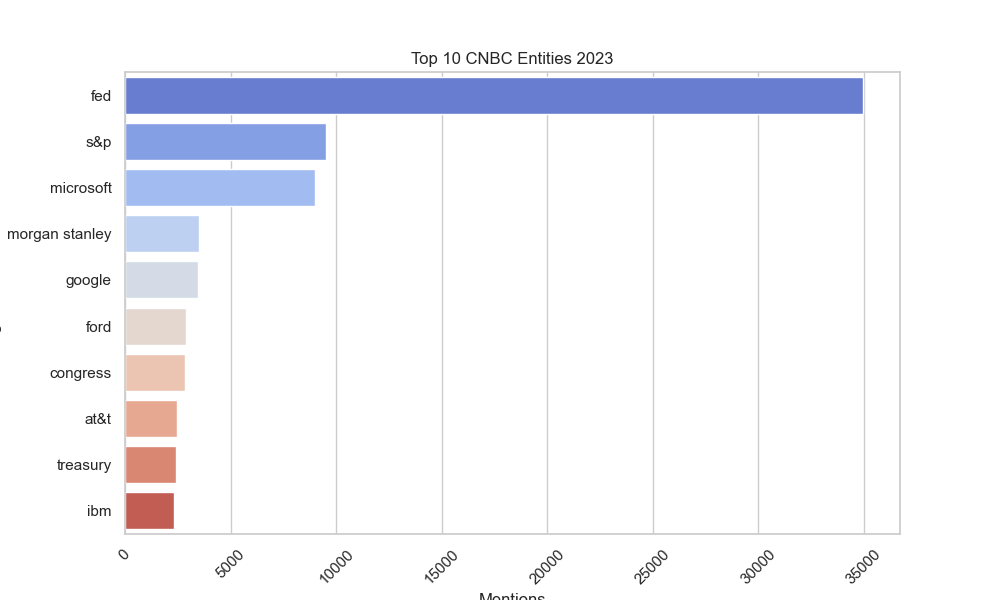 Top 10 CNBC Entities 2023
fed
s&p
microsoft
morgan stanley
google
ford
congress
at&t
treasury
ibm
0
5000
10000
15000
20000
25000
30000
35000
Mentions